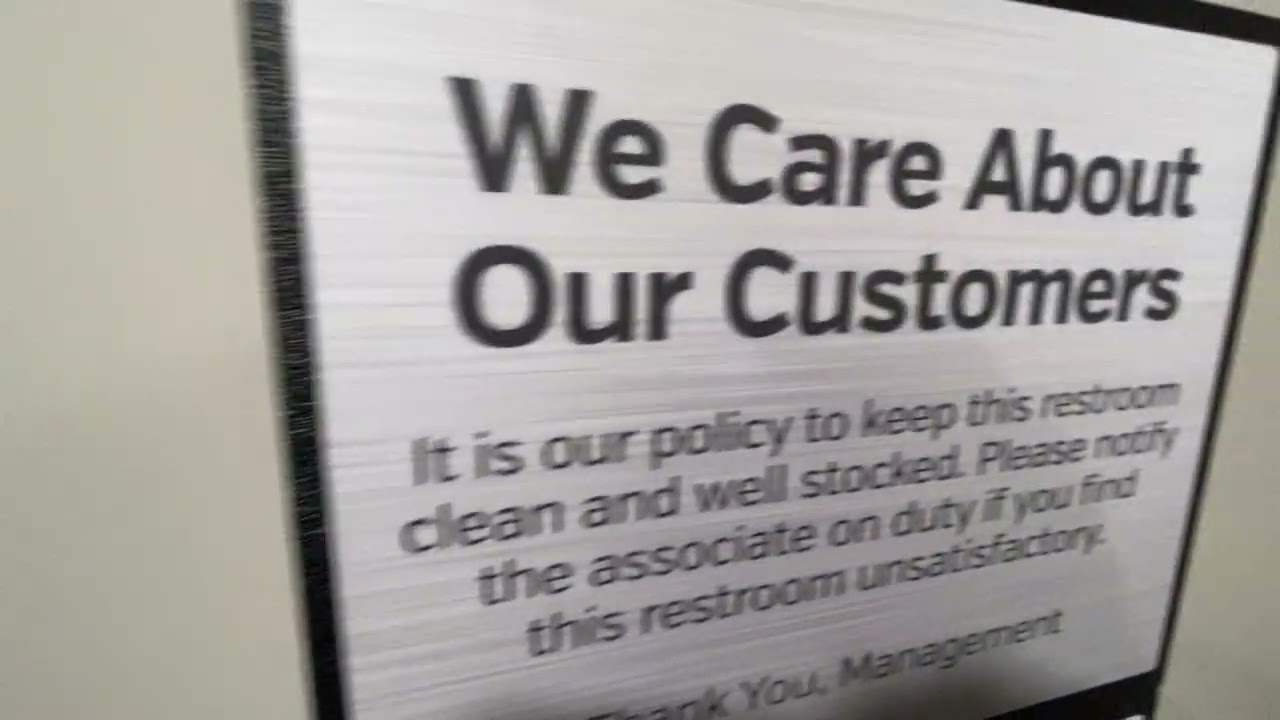 We Care About
Our Customers
It is our policy to keep this restroom
clean and well stocked. Please notify
the associate on duty if you find
this restroom unsatisfactory.
Thank You, Management